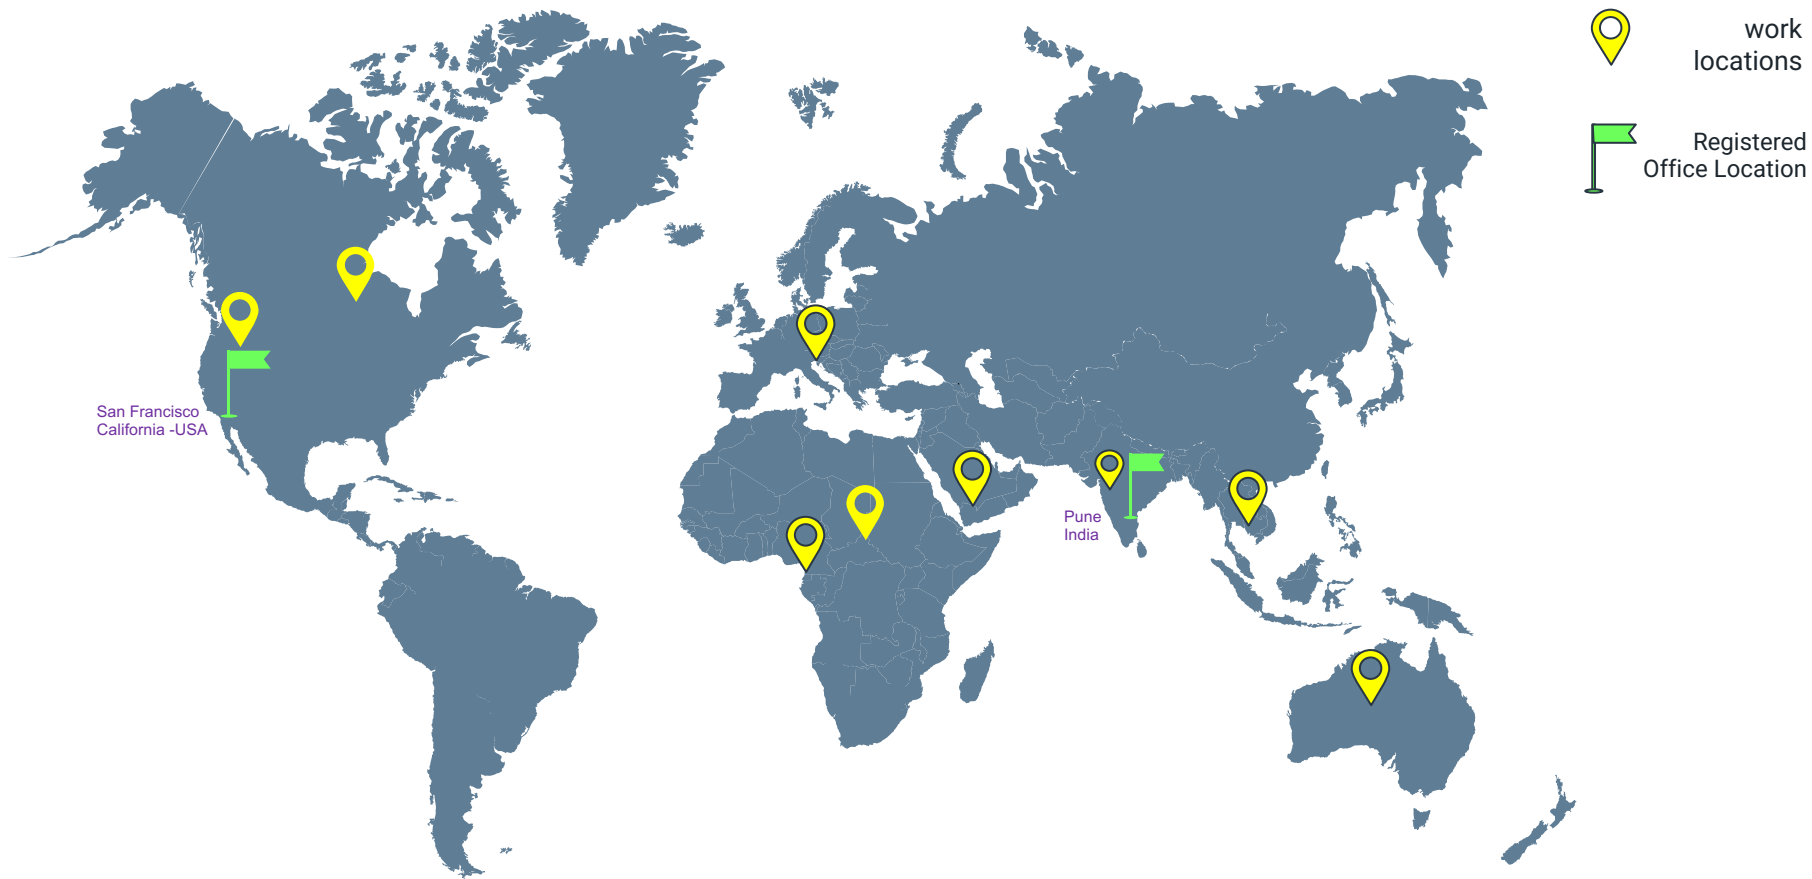 work
locations
Registered
Office Location
San Francisco
California -USA
Pune
India